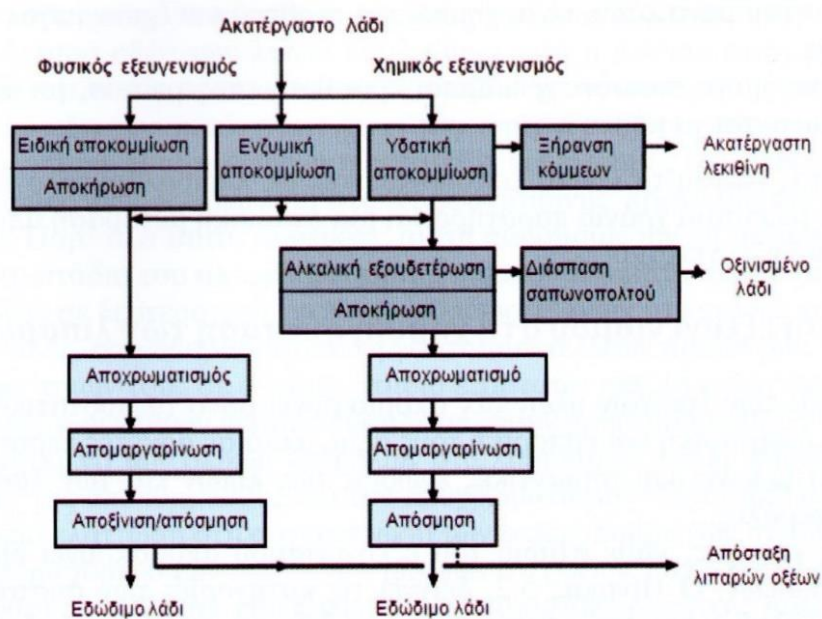 Ακατέργαστο λάδι
Φυσικός εξευγενισμός
Χημικός εξευγενισμός
Ειδική αποκομμίωση
Αποκήρωση
Ενζυμική
αποκομμίωση
Υδατική
αποκομμίωση
Ξήρανση
κόμμεων
Ακατέργαστη
λεκιθίνη
Αλκαλική εξουδετέρωση
Αποκήρωση
Διάσπαση
σαπωνοπολτού
Οξινισμένο
λάδι
Αποχρωματισμός
Αποχρωματισμό
Απομαργαρίνωση
Απομαργαρίνωση
Αποξίνιση/απόσμηση
Απόσμηση
Απόσταξη
λιπαρών οξέων
Εδώδιμο λάδι
Εδώδιμο λάδι